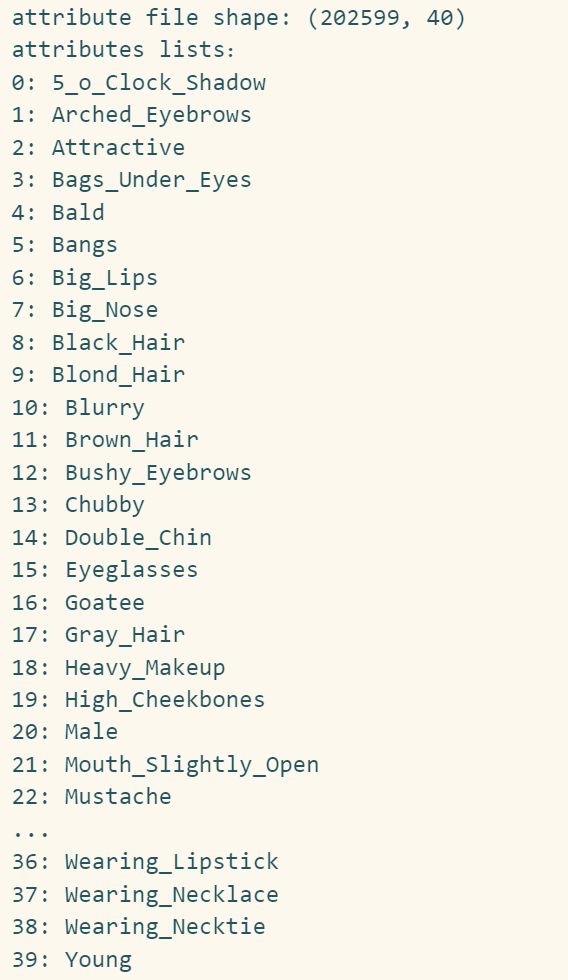 attribute file shape: (202599, 40)
attributes lists:
0: 5_o_Clock_Shadow
1: Arched_Eyebrows
2: Attractive
3: Bags_Under_Eyes
4: Bald
5: Bangs
6: Big_Lips
7: Big_Nose
8: Black_Hair
9: Blond_Hair
10: Blurry
11: Brown_Hair
12: Bushy_Eyebrows
13: Chubby
14: Double_Chin
15: Eyeglasses
16: Goatee
17: Gray_Hair
18: Heavy_Makeup
19: High_Cheekbones
20: Male
21: Mouth_Slightly_Open
22: Mustache
...
36: Wearing_Lipstick
37: Wearing_Necklace
38: Wearing_Necktie
39: Young